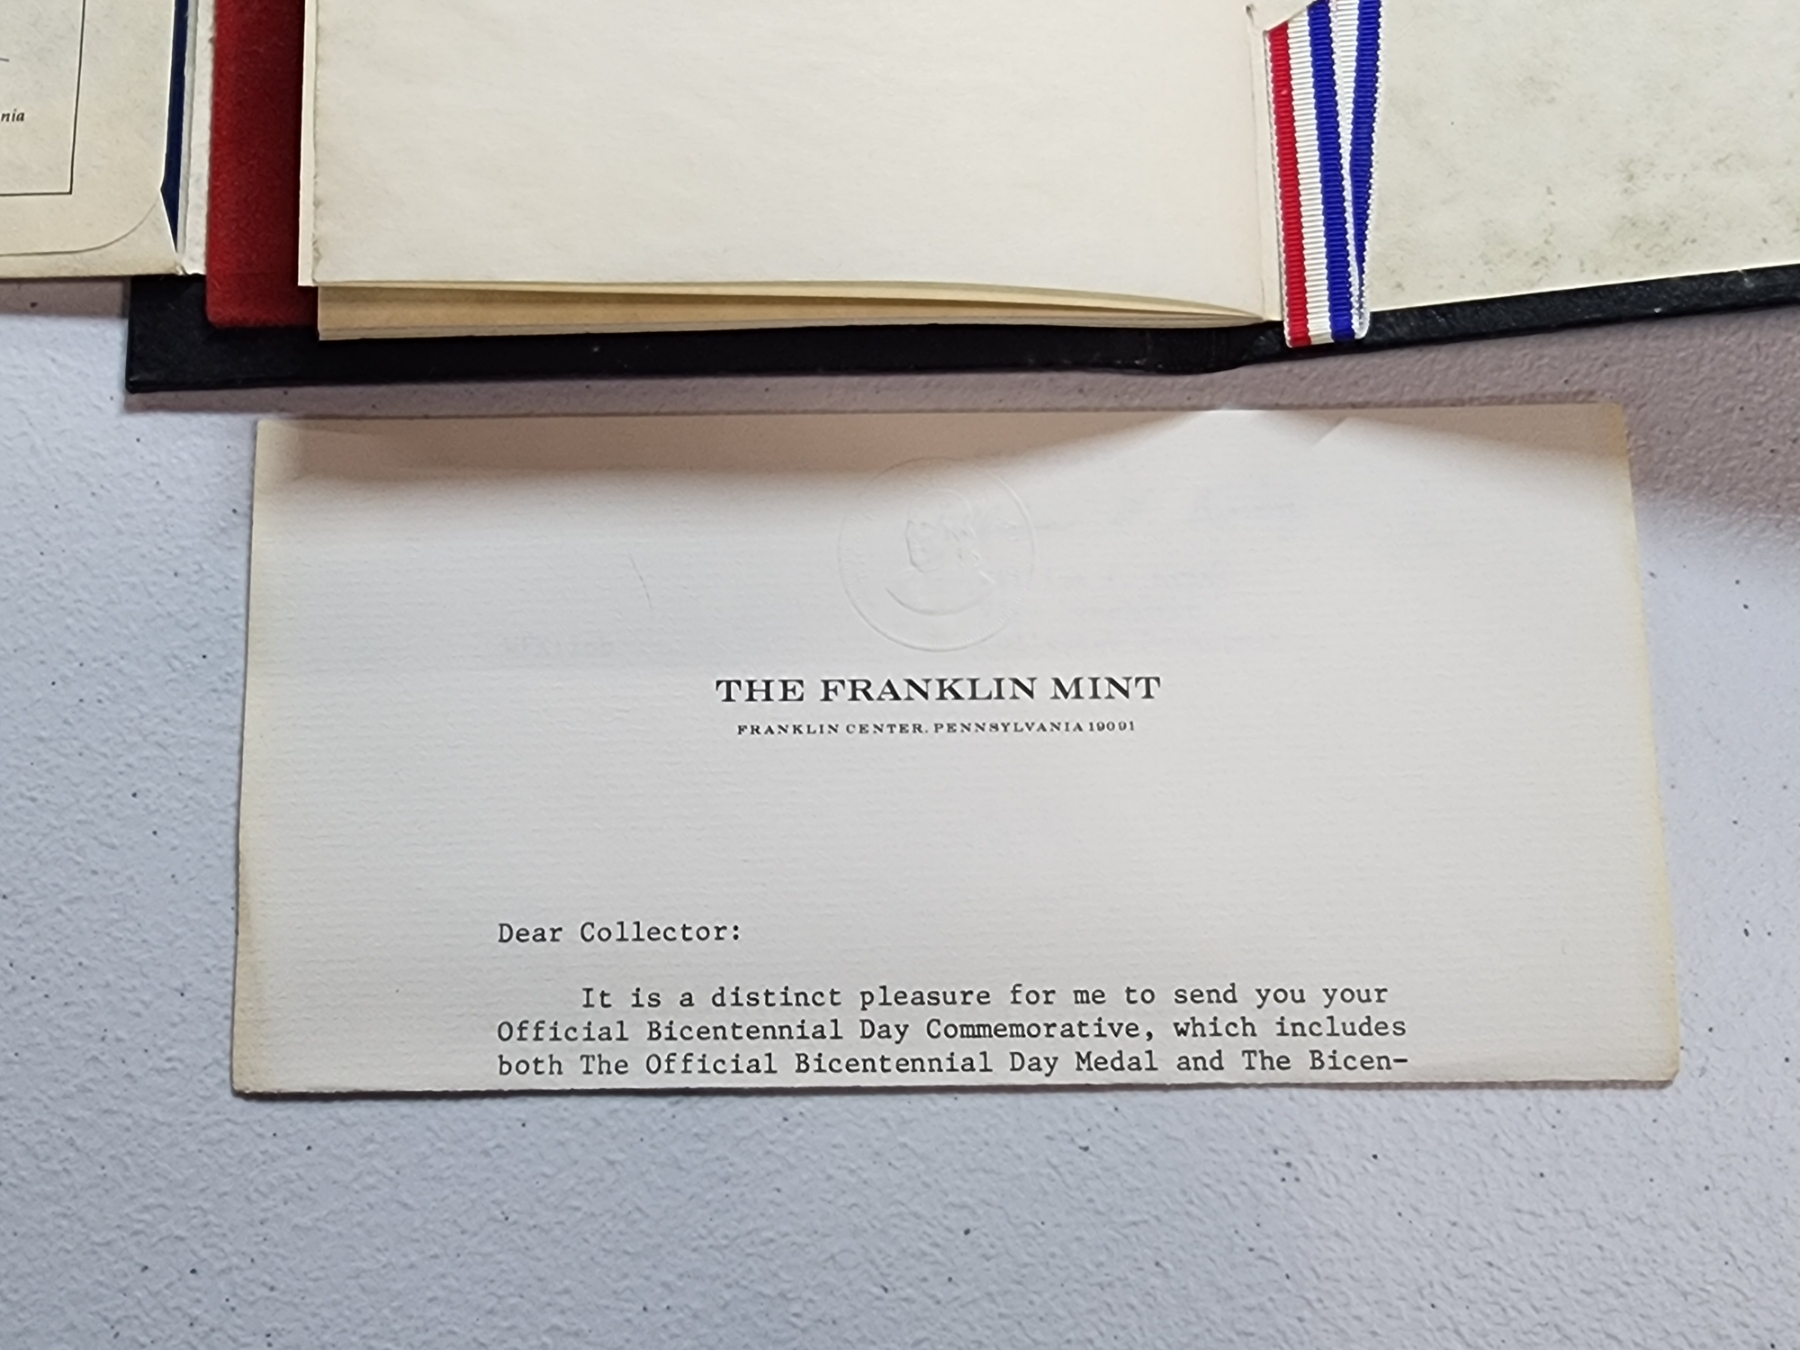 nia
THE FRANKLIN MINT
FRANKLIN CENTER, PENNSYLVANIA 19091
Dear Collector:
It is a distinct pleasure for me to send you your
Official Bicentennial Day Commemorative, which includes
both The Official Bicentennial Day Medal and The Bicen-